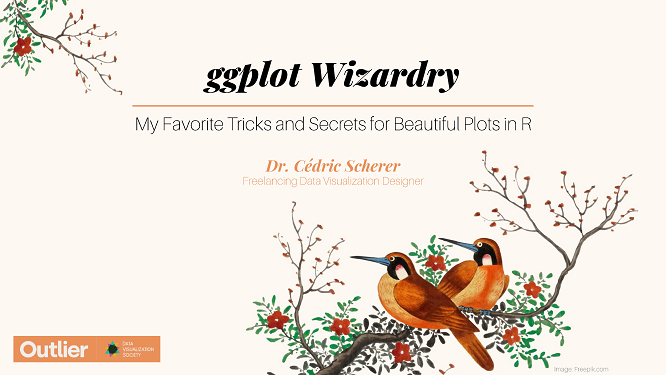 ggplot Wizardry
My Favorite Tricks and Secrets for Beautiful Plots in R
Dr. Cédric Scherer
Freelancing Data Visualization Designer
Outlier
DATA
VISUALIZATION
SOCIETY
Image: Freepik.com